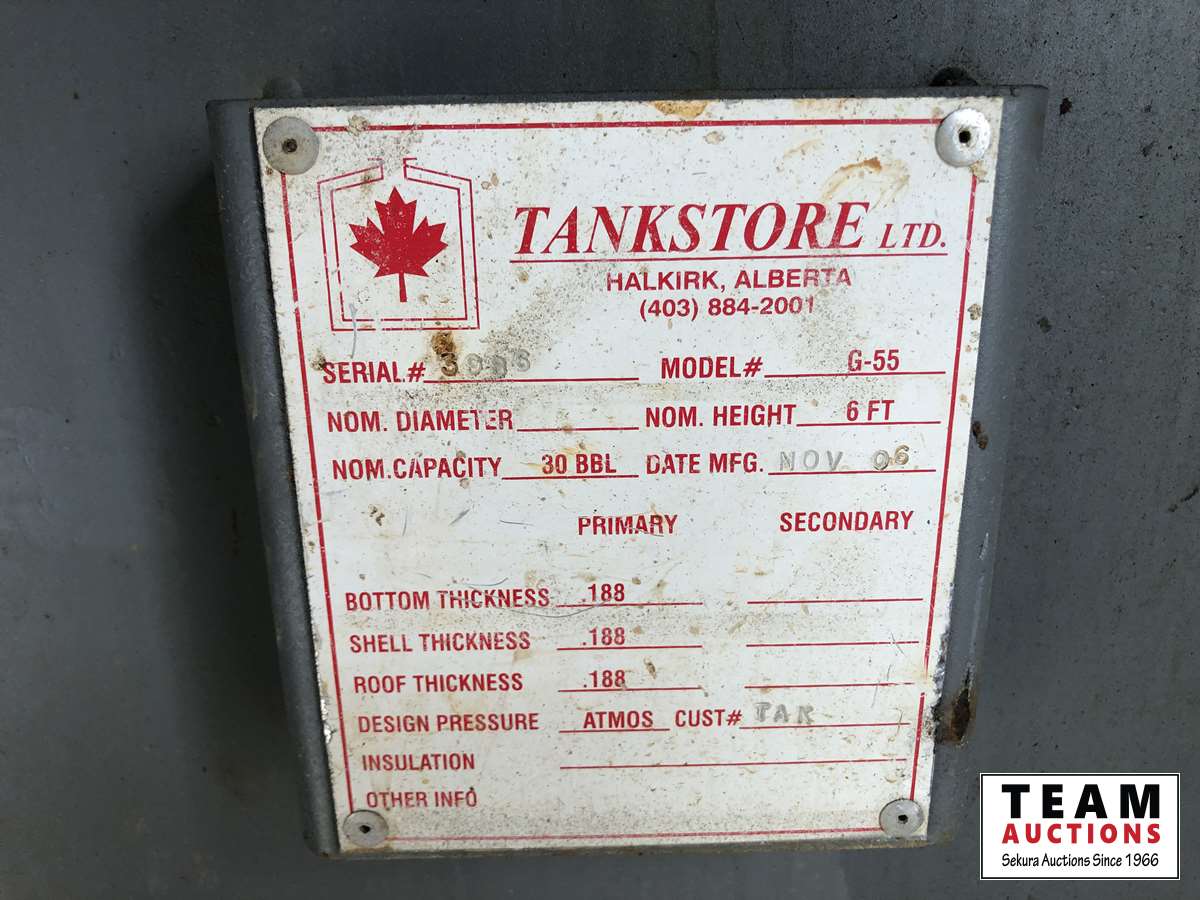 TANKSTORE LTD.
HALKIRK, ALBERTA
(403) 884-2001
SERIAL# MODEL# G-55
NOM. DIAMETER NOM. HEIGHT 6 FT
NOM. CAPACITY 30 BBL DATE MFG. NOV 06
PRIMARY SECONDARY
BOTTOM THICKNESS .188
SHELL THICKNESS .188
ROOF THICKNESS .188
DESIGN PRESSURE ATMOS CUST# TAK
INSULATION
OTHER INFO
TEAM
AUCTIONS
Sekura Auctions Since 1966